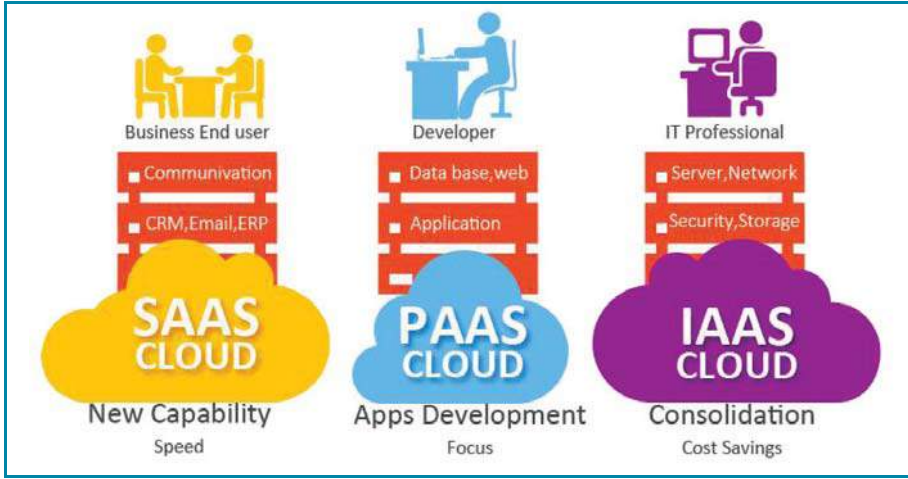 Business End user
Communivation
CRM,Email,ERP
SAAS
CLOUD
New Capability
Speed
Developer
Data base,web
Application
PAAS
CLOUD
Apps Development
Focus
IT Professional
Server,Network
Security,Storage
IAAS
CLOUD
Consolidation
Cost Savings